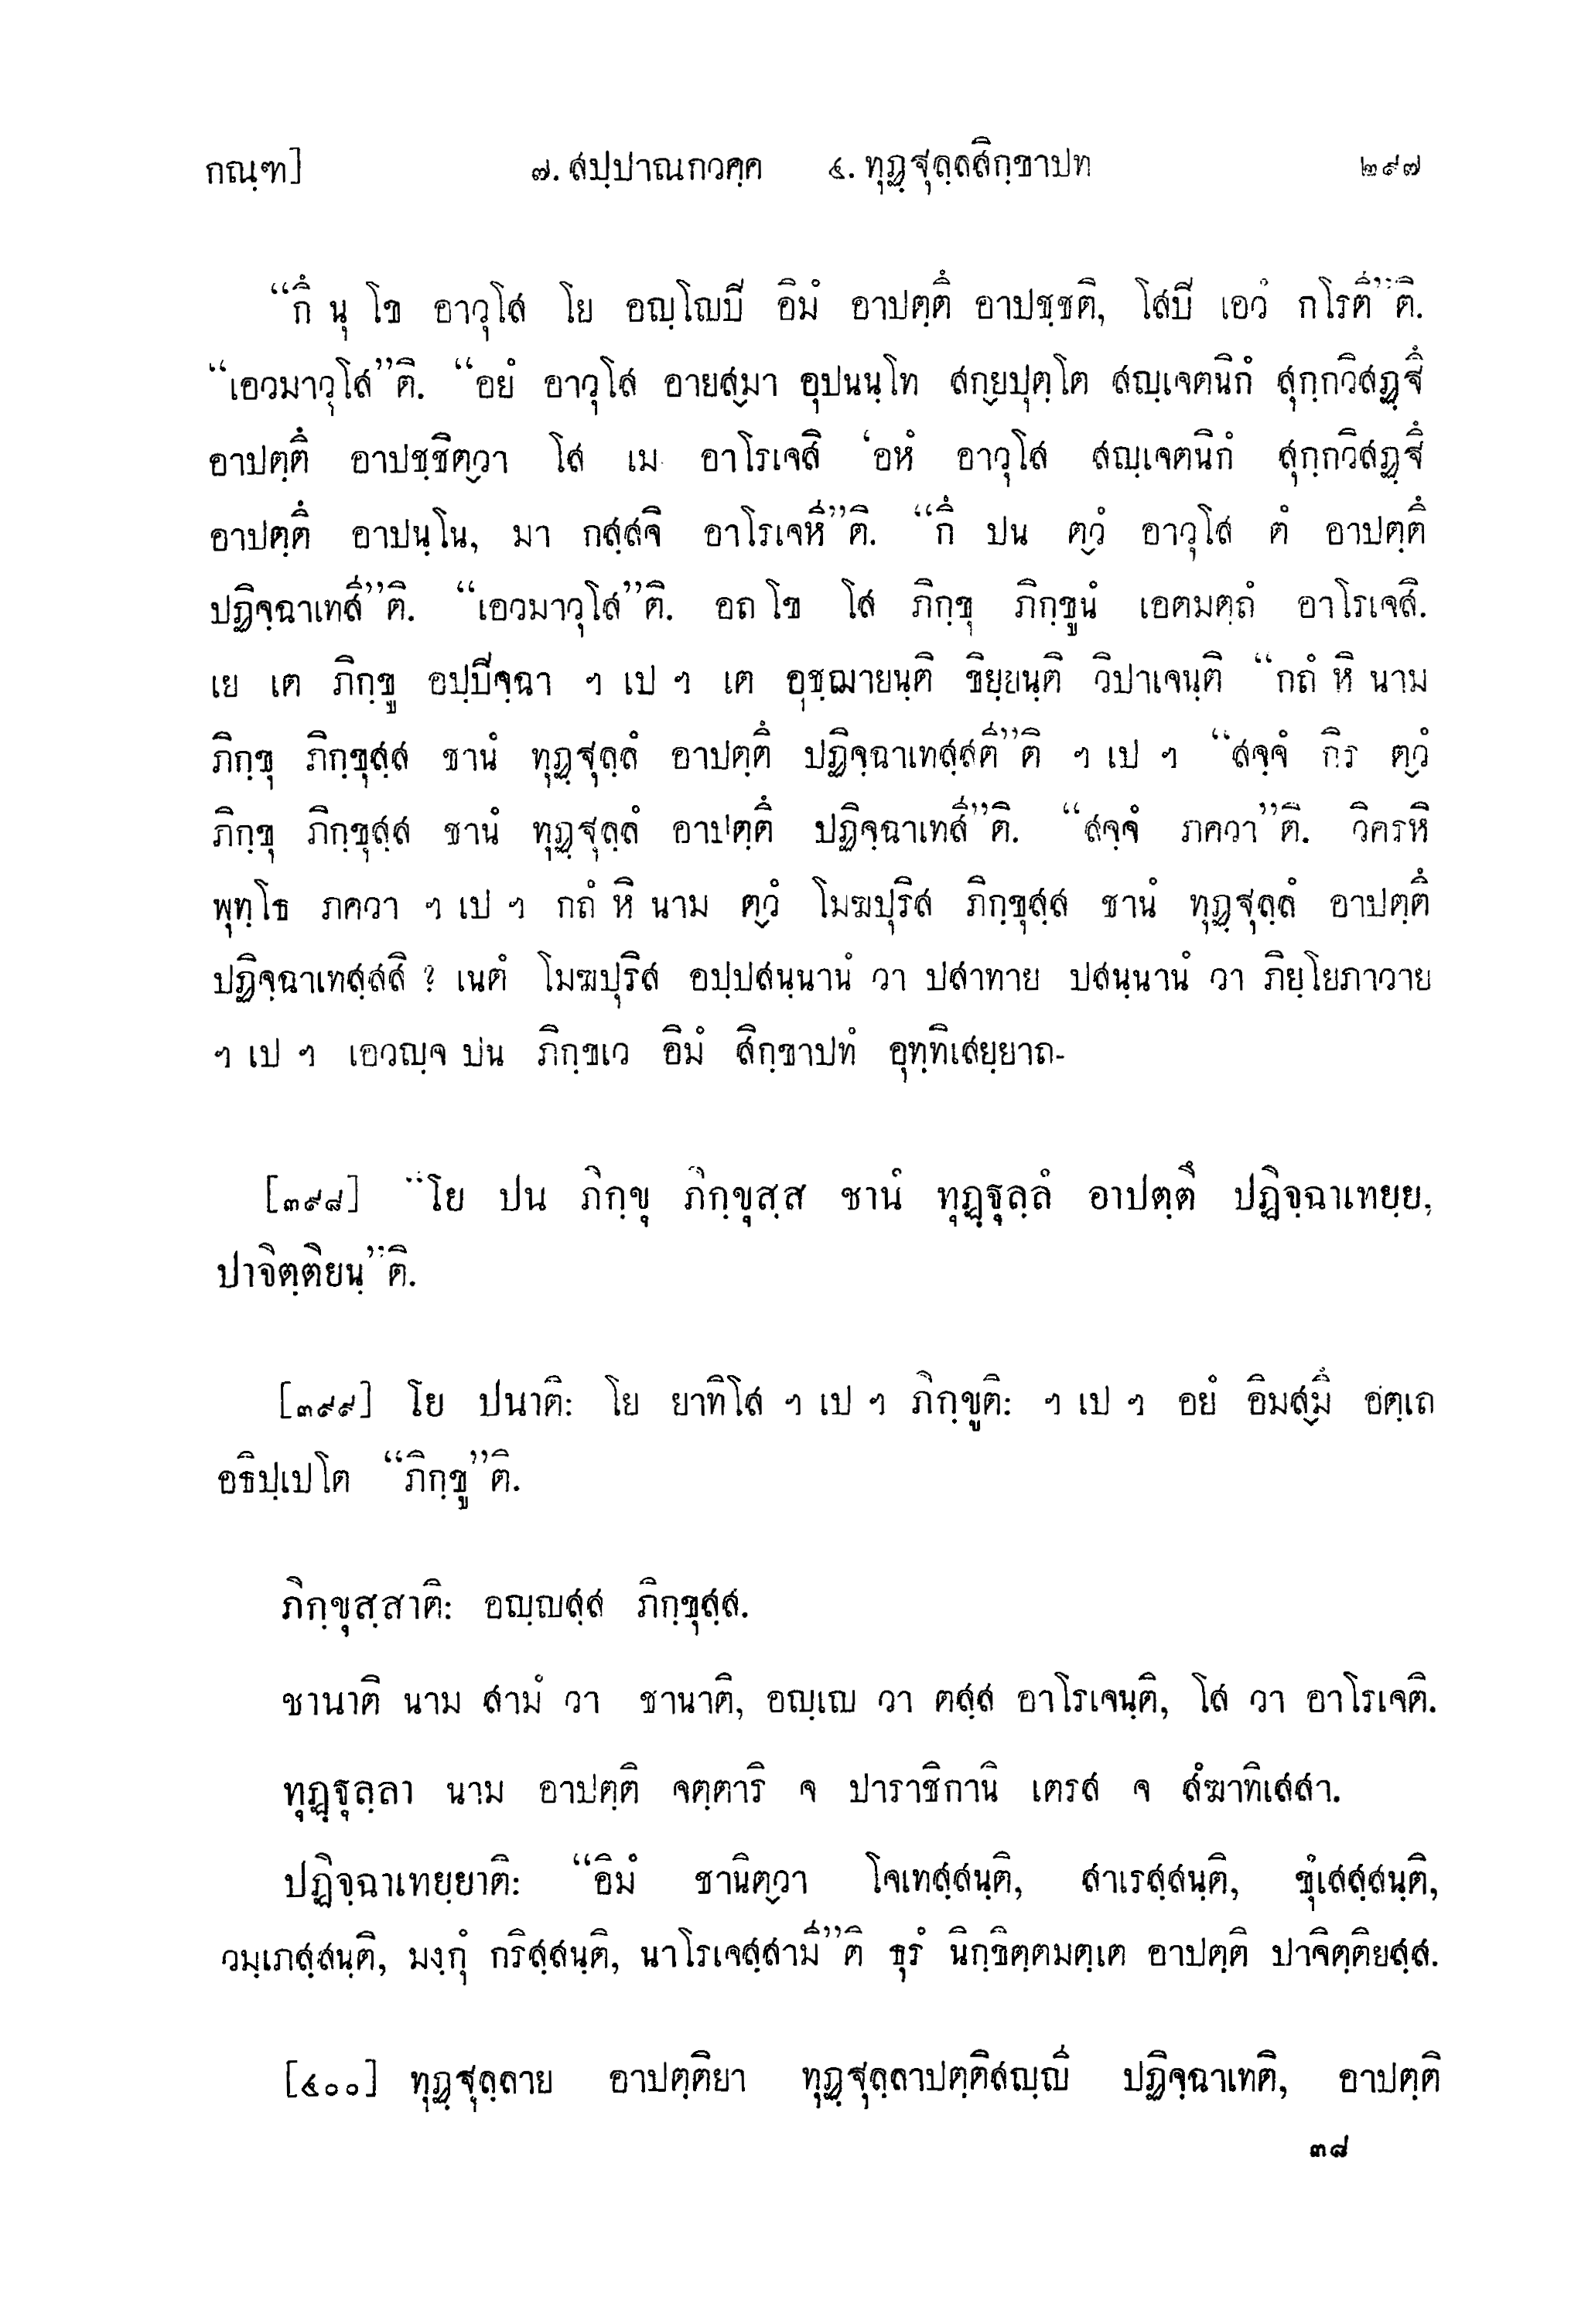 กณฺฑ] ๗. สปฺปาณกวคฺค ๔. ทุฏฺฐุลฺลสิกฺขาปท ๒๙๗
“กึ นุ โข อาวุโส โย อญฺโญปิ อิมํ อาปตฺตึ อาปชฺชติ, โสปิ เอวํ กโรตี”ติ.
“เอวมาวุโส”ติ. “อยํ อาวุโส อายสฺมา อุปนนฺโท สกฺยปุตฺโต สญฺเจตนิกํ สุกฺกวิสฏฺฐึ
อาปตฺตึ อาปชฺชิตฺวา โส เม อาโรเจสิ ‘อหํ อาวุโส สญฺเจตนิกํ สุกฺกวิสฏฺฐึ
อาปตฺตึ อาปนฺโน, มา กสฺสจิ อาโรเจหี”ติ. “กึ ปน ตฺวํ อาวุโส ตํ อาปตฺตึ
ปฏิจฺฉาเทสี”ติ. “เอวมาวุโส”ติ. อถ โข โส ภิกฺขุ ภิกฺขูนํ เอตมตฺถํ อาโรเจสิ.
เย เต ภิกฺขู อปฺปิจฺฉา ฯ เป ฯ เต อุชฺฌายนฺติ ขิยฺยนฺติ วิปาเจนฺติ “กถํ หิ นาม
ภิกฺขุ ภิกฺขุสฺส ชานํ ทุฏฺฐุลฺลํ อาปตฺตึ ปฏิจฺฉาเทสฺสตี”ติ ฯ เป ฯ “สจฺจํ กิร ตฺวํ
ภิกฺขุ ภิกฺขุสฺส ชานํ ทุฏฺฐุลฺลํ อาปตฺตึ ปฏิจฺฉาเทสี”ติ. “สจฺจํ ภควา”ติ. วิครหิ
พุทฺโธ ภควา ฯ เป ฯ กถํ หิ นาม ตฺวํ โมฆปุริส ภิกฺขุสฺส ชานํ ทุฏฺฐุลฺลํ อาปตฺตึ
ปฏิจฺฉาเทสฺสสิ ? เนตํ โมฆปุริส อปฺปสนฺนานํ วา ปสาทาย ปสนฺนานํ วา ภิยฺโยภาวาย
ฯ เป ฯ เอวญฺจ ปน ภิกฺขเว อิมํ สิกฺขาปทํ อุทฺทิเสยฺยาถ-
[๓๙๘] “โย ปน ภิกฺขุ ภิกฺขุสฺส ชานํ ทุฏฺฐุลฺลํ อาปตฺตึ ปฏิจฺฉาเทยฺย,
ปาจิตฺติยนฺ”ติ.
[๓๙๙] โย ปนาติ: โย ยาทิโส ฯ เป ฯ ภิกฺขูติ: ฯ เป ฯ อยํ อิมสฺมึ อตฺเถ
อธิปฺเปโต “ภิกฺขู”ติ.
ภิกฺขุสฺสาติ: อญฺญสฺส ภิกฺขุสฺส.
ชานาติ นาม สามํ วา ชานาติ, อญฺเญ วา ตสฺส อาโรเจนฺติ, โส วา อาโรเจติ.
ทุฏฺฐุลฺลา นาม อาปตฺติ จตฺตาริ จ ปาราชิกานิ เตรส จ สํฆาทิเสสา.
ปฏิจฺฉาเทยฺยาติ: “อิมํ ชานิตฺวา โจเทสฺสนฺติ, สาเรสฺสนฺติ, ขุํเสสฺสนฺติ,
วมฺเภสฺสนฺติ, มงฺกุํ กริสฺสนฺติ, นาโรเจสฺสามี”ติ ธุรํ นิกฺขิตฺตมตฺเต อาปตฺติ ปาจิตฺติยสฺส.
[๔๐๐] ทุฏฺฐุลฺลาย อาปตฺติยา ทุฏฺฐุลฺลาปตฺติสญฺญี ปฏิจฺฉาเทติ, อาปตฺติ
๓๘